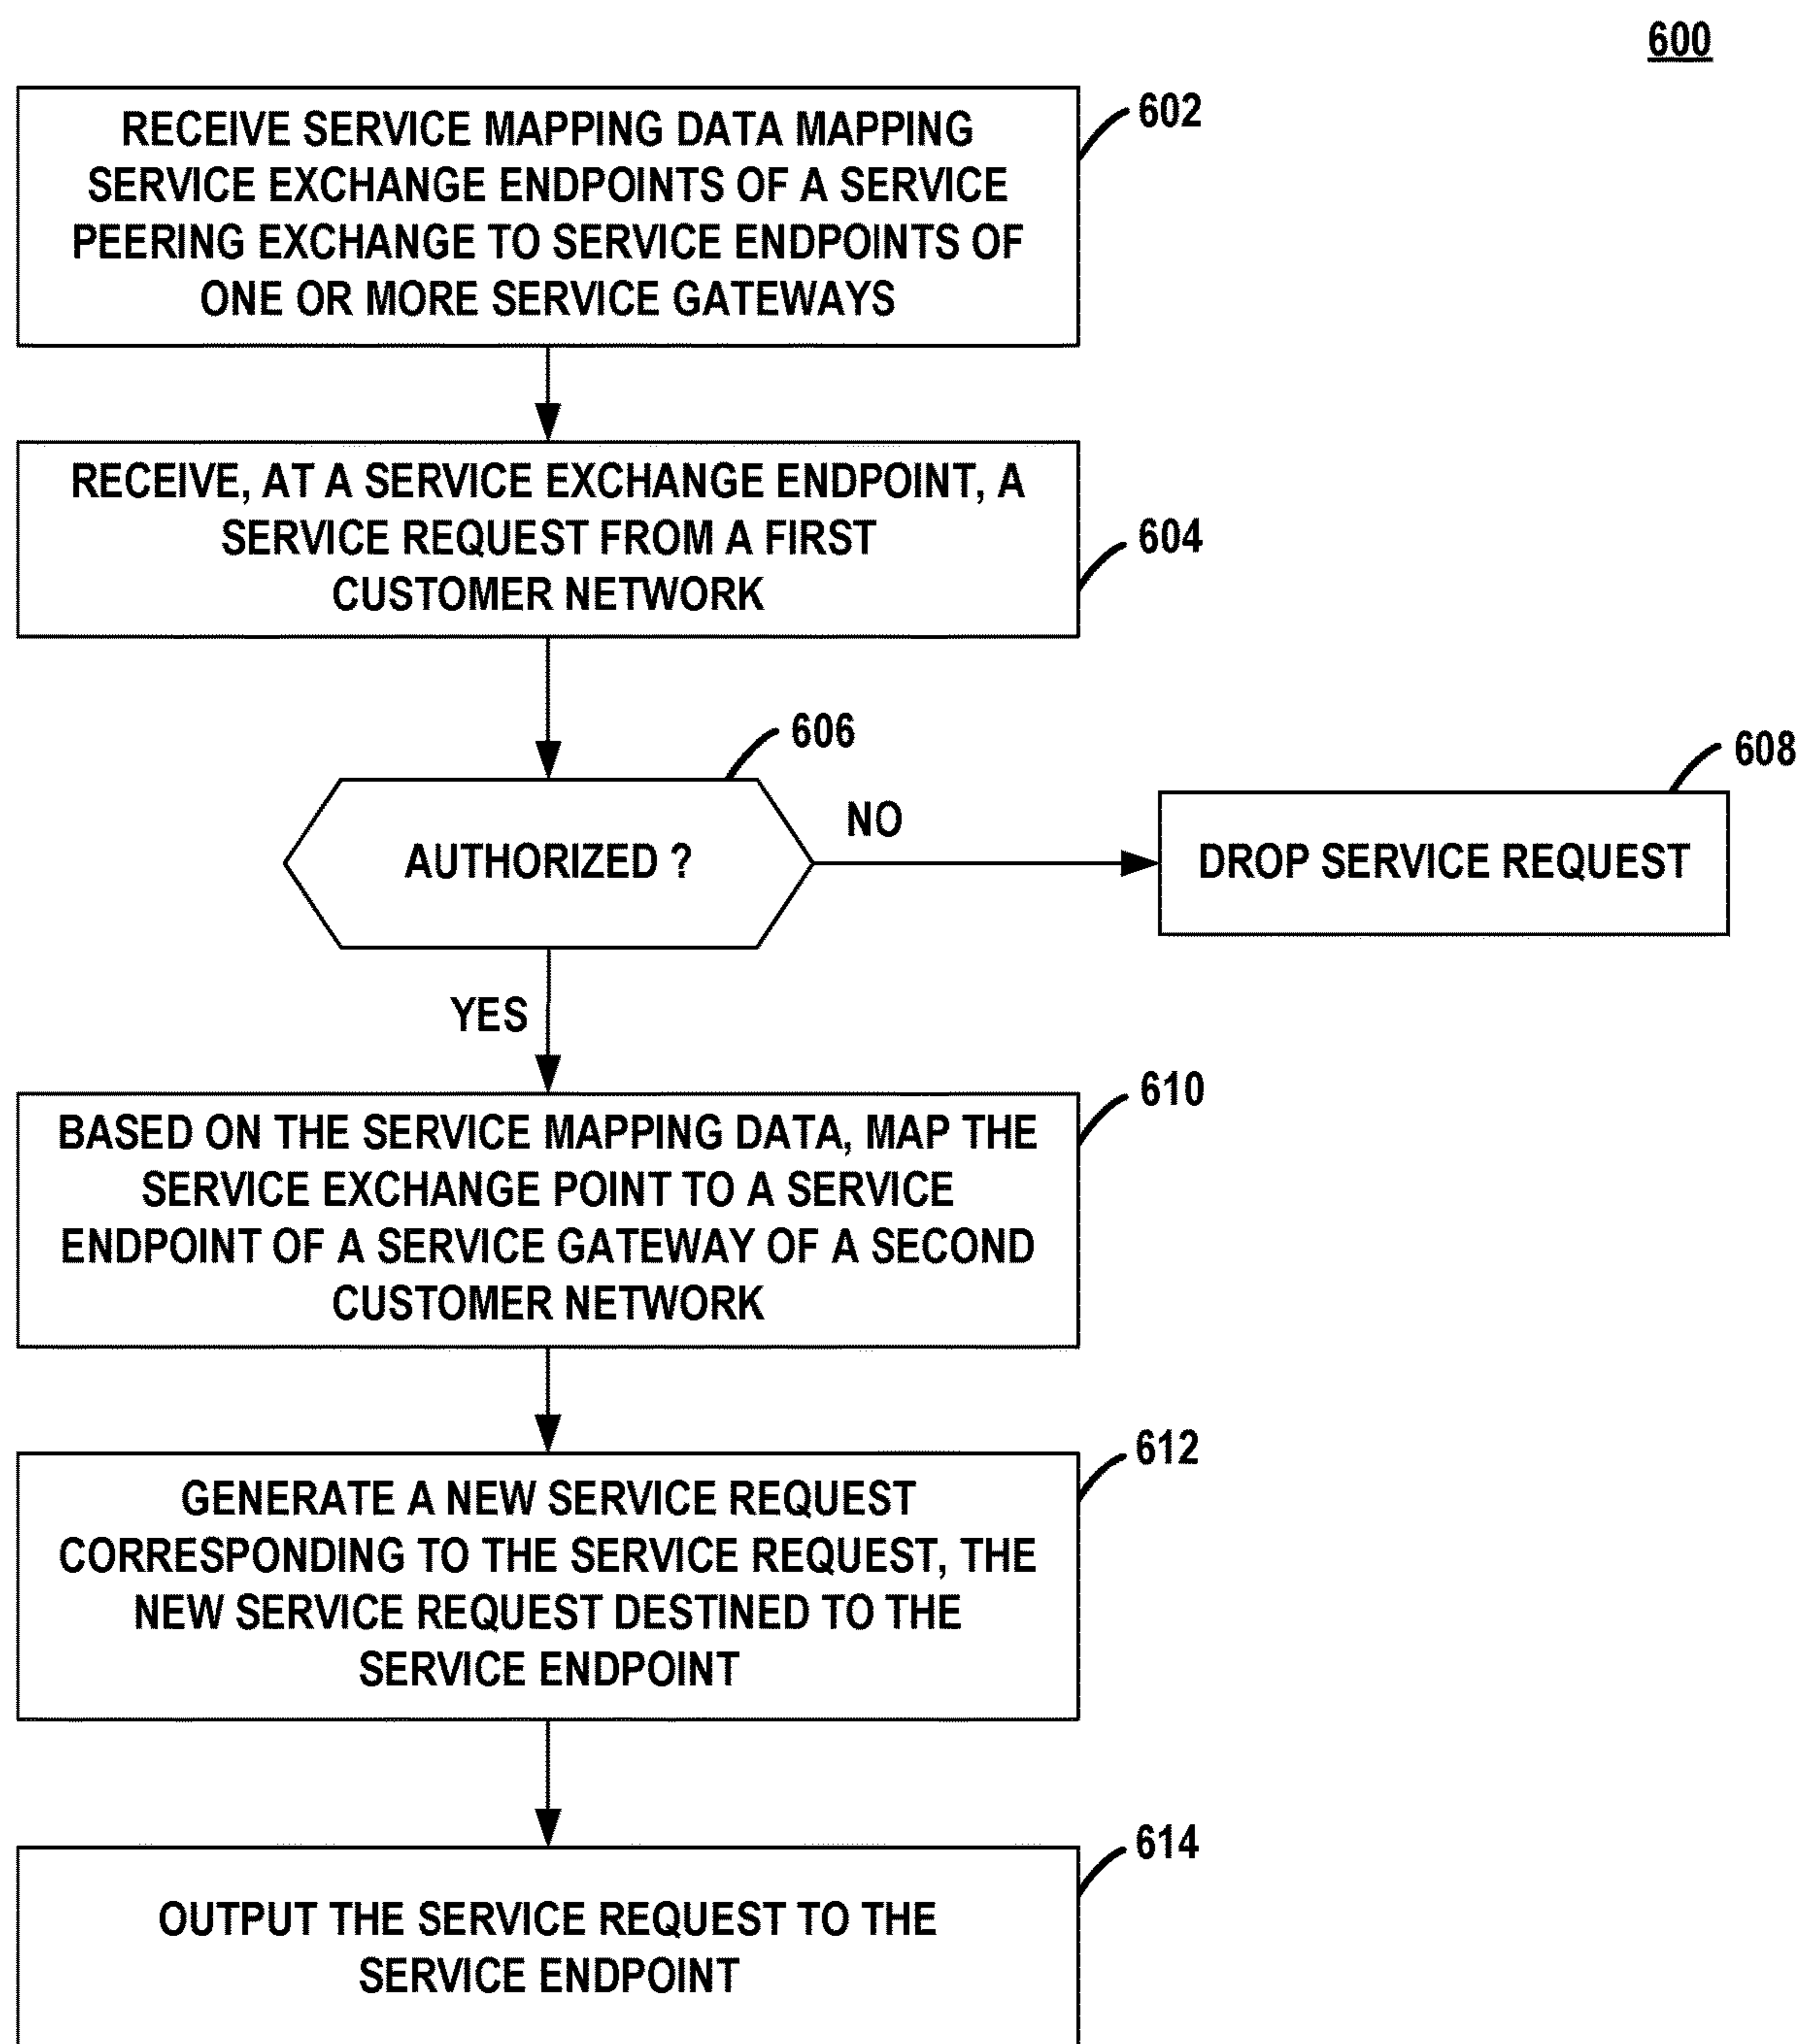 600
RECEIVE SERVICE MAPPING DATA MAPPING
SERVICE EXCHANGE ENDPOINTS OF A SERVICE
PEERING EXCHANGE TO SERVICE ENDPOINTS OF
ONE OR MORE SERVICE GATEWAYS
602
RECEIVE, AT A SERVICE EXCHANGE ENDPOINT, A
SERVICE REQUEST FROM A FIRST
CUSTOMER NETWORK
604
606
AUTHORIZED ?
NO
608
DROP SERVICE REQUEST
YES
610
BASED ON THE SERVICE MAPPING DATA, MAP THE
SERVICE EXCHANGE POINT TO A SERVICE
ENDPOINT OF A SERVICE GATEWAY OF A SECOND
CUSTOMER NETWORK
612
GENERATE A NEW SERVICE REQUEST
CORRESPONDING TO THE SERVICE REQUEST, THE
NEW SERVICE REQUEST DESTINED TO THE
SERVICE ENDPOINT
614
OUTPUT THE SERVICE REQUEST TO THE
SERVICE ENDPOINT